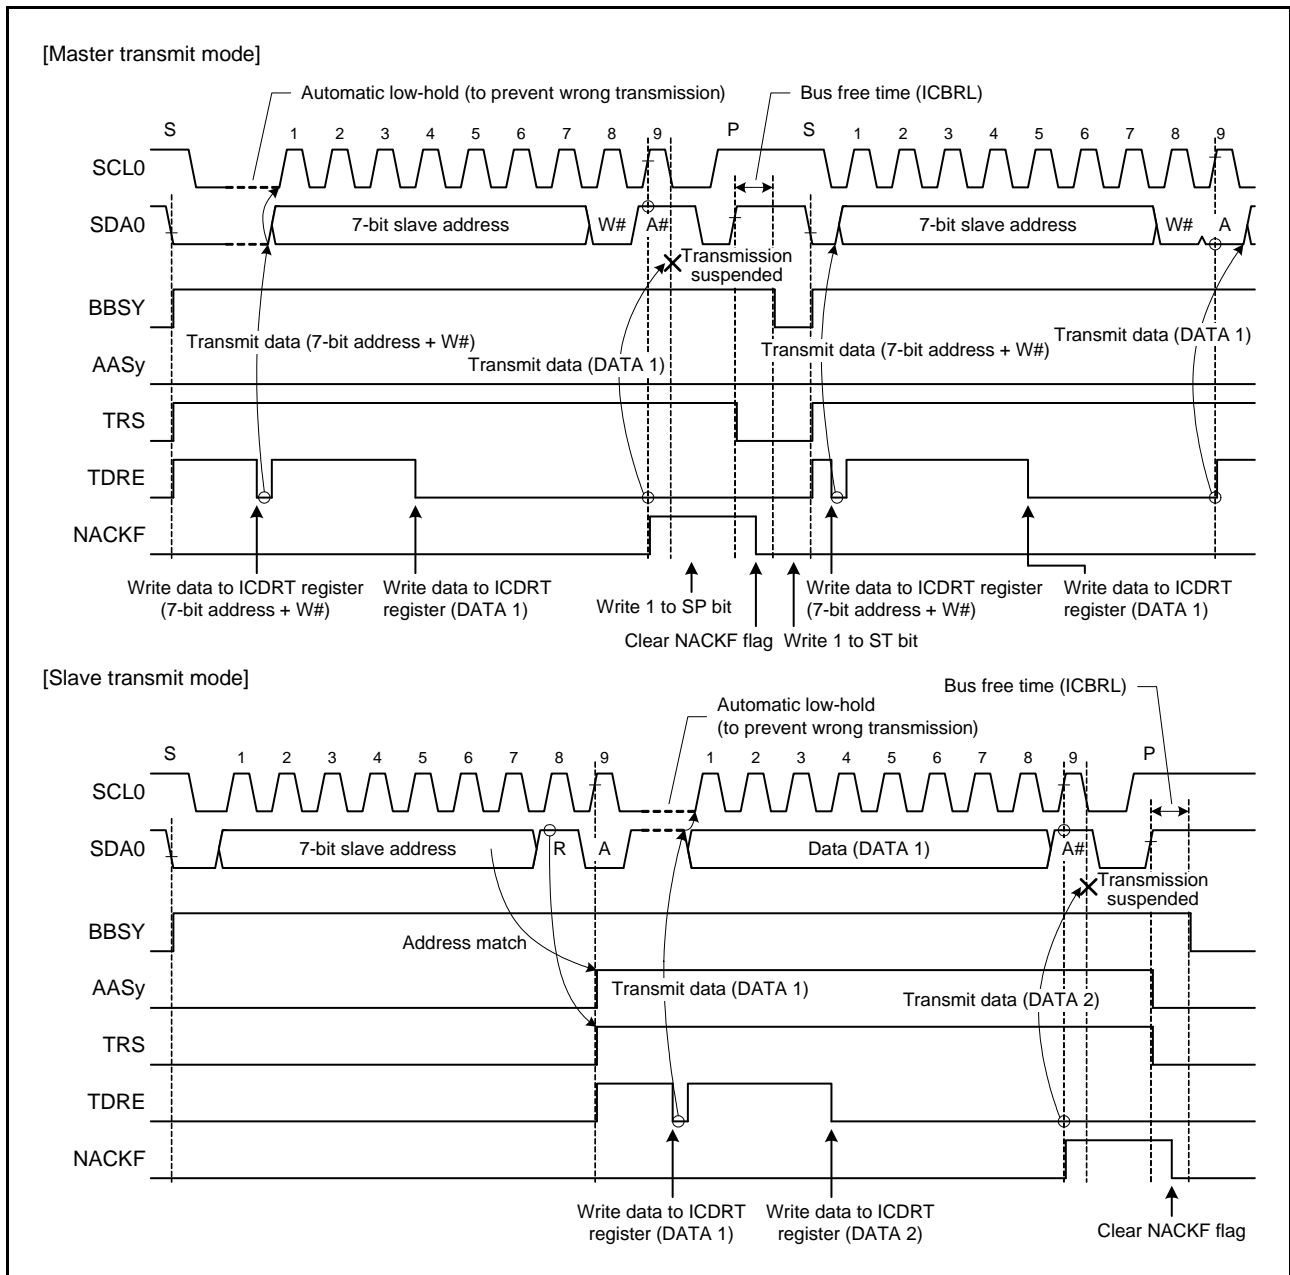 [Master transmit mode]
Automatic low-hold (to prevent wrong transmission)
Bus free time (ICBRL)
S 1 2 3 4 5 6 7 8 9 P S 1 2 3 4 5 6 7 8 9
SCL0
SDA0 7-bit slave address W# A# 7-bit slave address W# A
Transmission
suspended
BBSY
Transmit data (7-bit address + W#)
Transmit data (DATA 1)
Transmit data (7-bit address + W#)
Transmit data (DATA 1)
AASy
TRS
TDRE
NACKF
Write data to ICDRT register
(7-bit address + W#)
Write data to ICDRT
register (DATA 1)
Write 1 to SP bit
Clear NACKF flag
Write 1 to ST bit
Write data to ICDRT register
(7-bit address + W#)
Write data to ICDRT
register (DATA 1)
[Slave transmit mode]
Automatic low-hold
(to prevent wrong transmission)
Bus free time (ICBRL)
S 1 2 3 4 5 6 7 8 9 1 2 3 4 5 6 7 8 9 P
SCL0
SDA0 7-bit slave address R A Data (DATA 1) A#
Transmission
suspended
BBSY
Address match
AASy
Transmit data (DATA 1)
Transmit data (DATA 2)
TRS
TDRE
NACKF
Write data to ICDRT
register (DATA 1)
Write data to ICDRT
register (DATA 2)
Clear NACKF flag